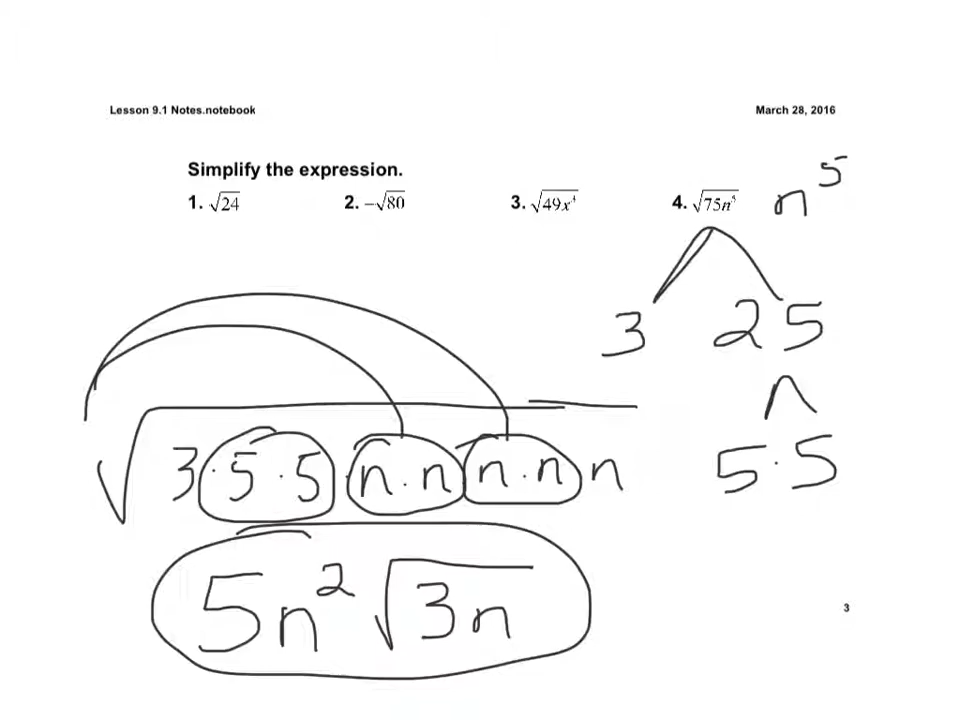 Lesson 9.1 Notes.notebook March 28, 2016
Simplify the expression.
1. √24 2. −√80 3. √49x⁴ 4. √75n⁵ n⁵
3 25
5·5
√3·5·5·n·n n·n n
5n²√3n
3